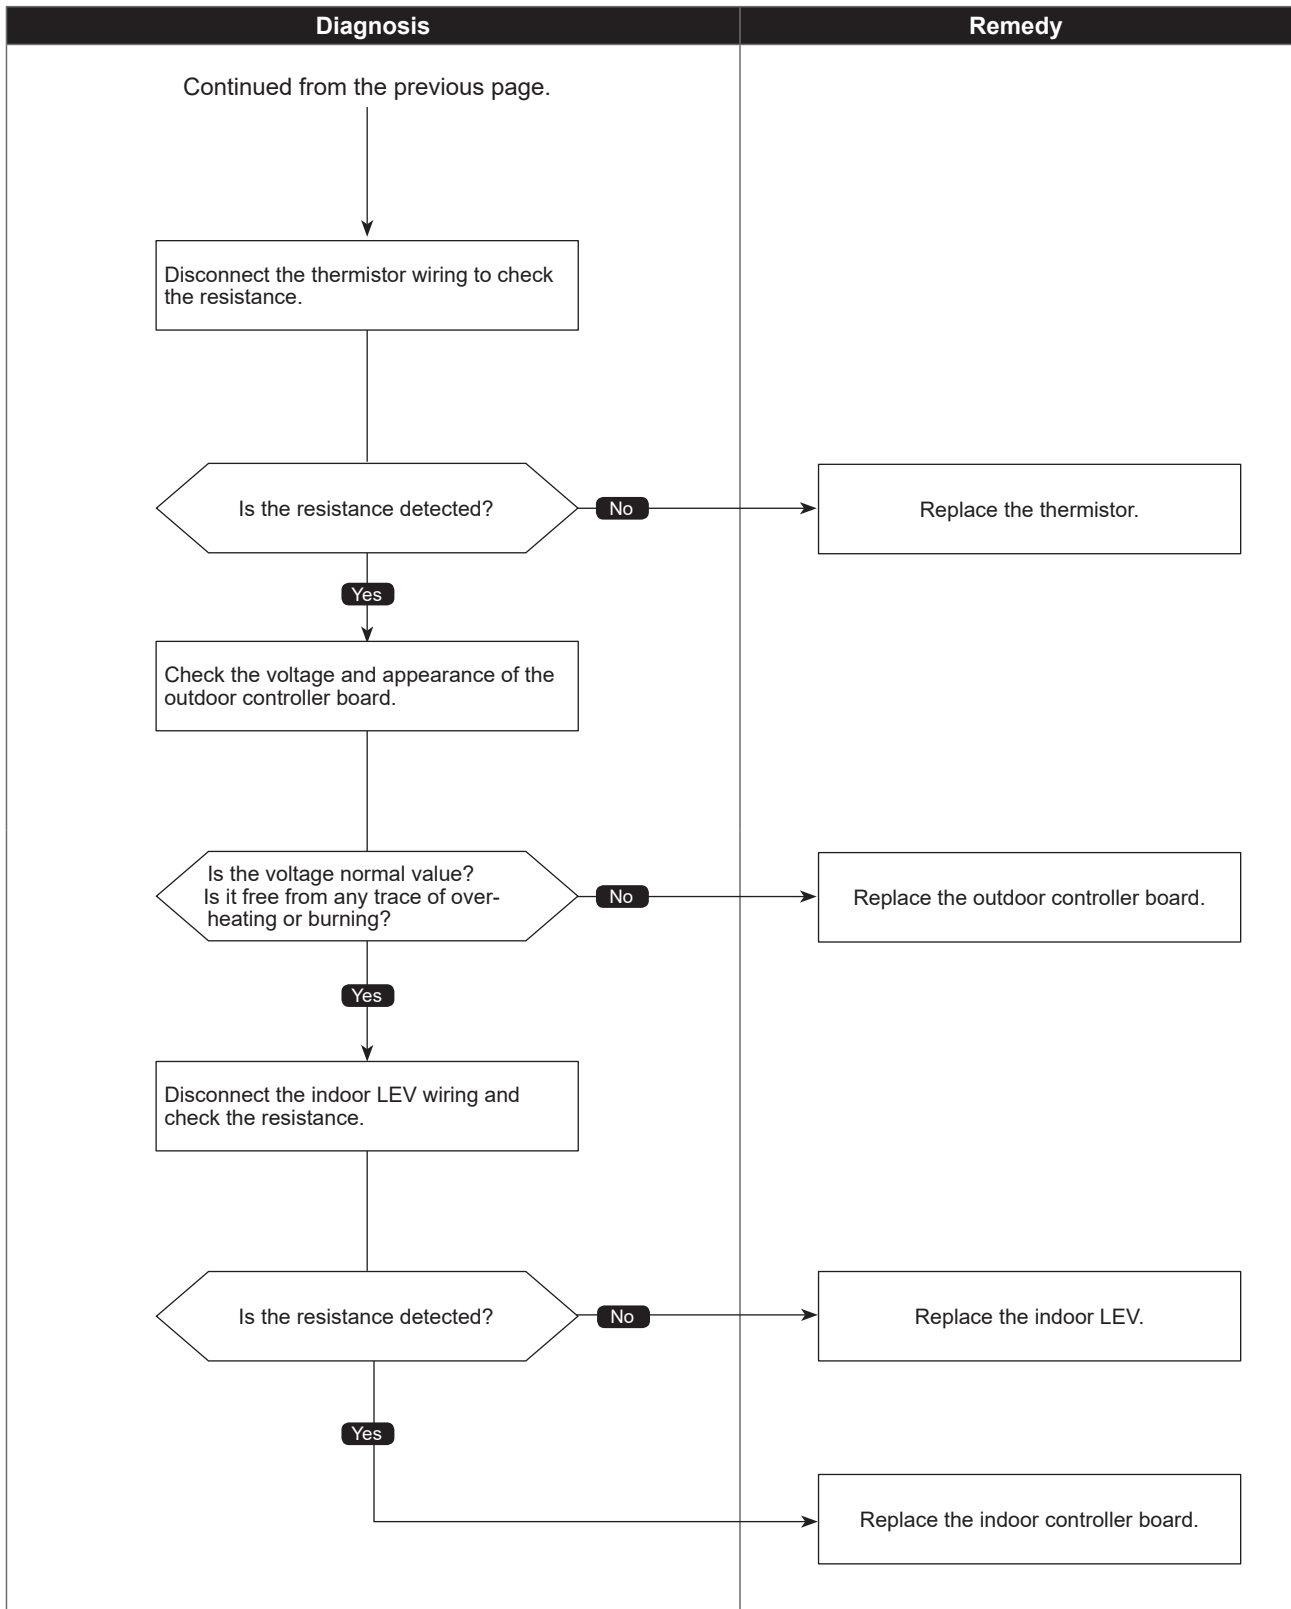 Diagnosis
Remedy
Continued from the previous page.
Disconnect the thermistor wiring to check
the resistance.
Is the resistance detected?
No
Replace the thermistor.
Yes
Check the voltage and appearance of the
outdoor controller board.
Is the voltage normal value?
Is it free from any trace of over-
heating or burning?
No
Replace the outdoor controller board.
Yes
Disconnect the indoor LEV wiring and
check the resistance.
Is the resistance detected?
No
Replace the indoor LEV.
Yes
Replace the indoor controller board.